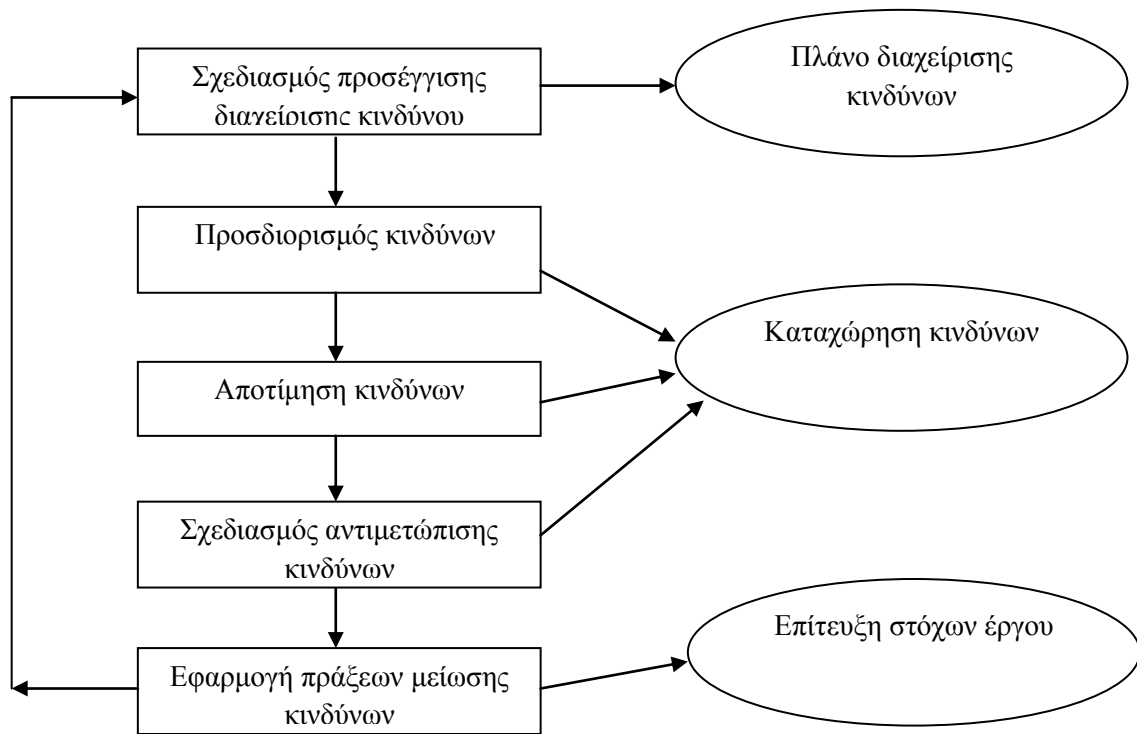 Σχεδιασμός προσέγγισης
διαχείρισης κινδύνου
Πλάνο διαχείρισης
κινδύνων
Προσδιορισμός κινδύνων
Καταχώρηση κινδύνων
Αποτίμηση κινδύνων
Σχεδιασμός αντιμετώπισης
κινδύνων
Επίτευξη στόχων έργου
Εφαρμογή πράξεων μείωσης
κινδύνων